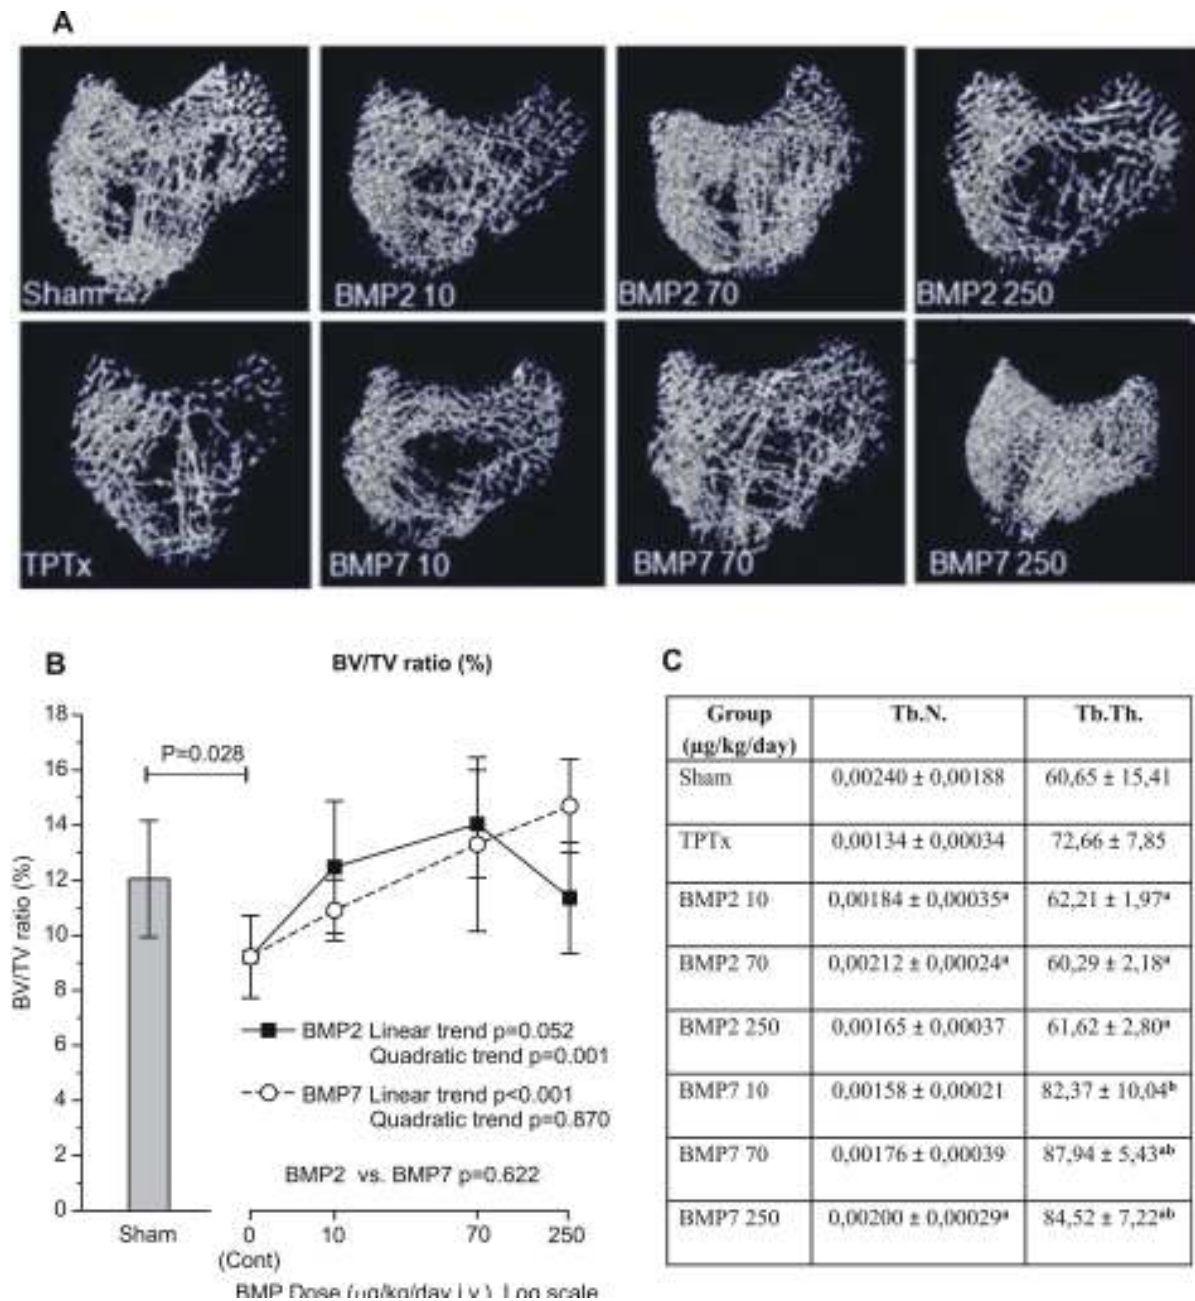 A
Sham
BMP2 10
BMP2 70
BMP2 250
TPTx
BMP7 10
BMP7 70
BMP7 250
B
BV/TV ratio (%)
BV/TV ratio (%)
18
16
14
12
10
8
6
4
2
0
P=0.028
BMP2 Linear trend p=0.052
Quadratic trend p=0.001
BMP7 Linear trend p<0.001
Quadratic trend p=0.870
BMP2 vs. BMP7 p=0.622
Sham
0 10 70 250
(Cont)
BMP Dose (µg/kg/day i.v.) Log scale
C
Group Tb.N. Tb.Th.
(µg/kg/day)
Sham 0,00240 ± 0,00188 60,65 ± 15,41
TPTx 0,00134 ± 0,00034 72,66 ± 7,85
BMP2 10 0,00184 ± 0,00035ᵃ 62,21 ± 1,97ᵃ
BMP2 70 0,00212 ± 0,00024ᵃ 60,29 ± 2,18ᵃ
BMP2 250 0,00165 ± 0,00037 61,62 ± 2,80ᵃ
BMP7 10 0,00158 ± 0,00021 82,37 ± 10,04ᵇ
BMP7 70 0,00176 ± 0,00039 87,94 ± 5,43ᵃᵇ
BMP7 250 0,00200 ± 0,00029ᵃ 84,52 ± 7,22ᵃᵇ